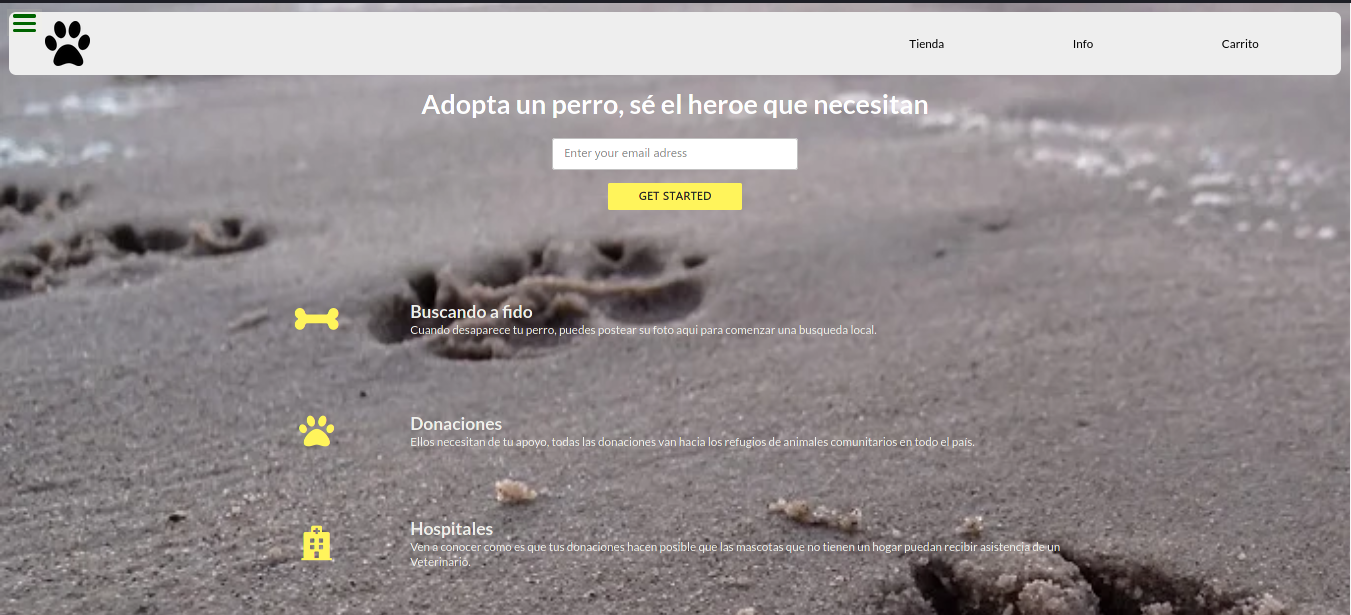 Tienda
Info
Carrito
Adopta un perro, sé el heroe que necesitan
Enter your email adress
GET STARTED
Buscando a fido
Cuando desaparece tu perro, puedes postear su foto aqui para comenzar una busqueda local.
Donaciones
Ellos necesitan de tu apoyo, todas las donaciones van hacia los refugios de animales comunitarios en todo el país.
Hospitales
Ven a conocer como es que tus donaciones hacen posible que las mascotas que no tienen un hogar puedan recibir asistencia de un
Veterinario.